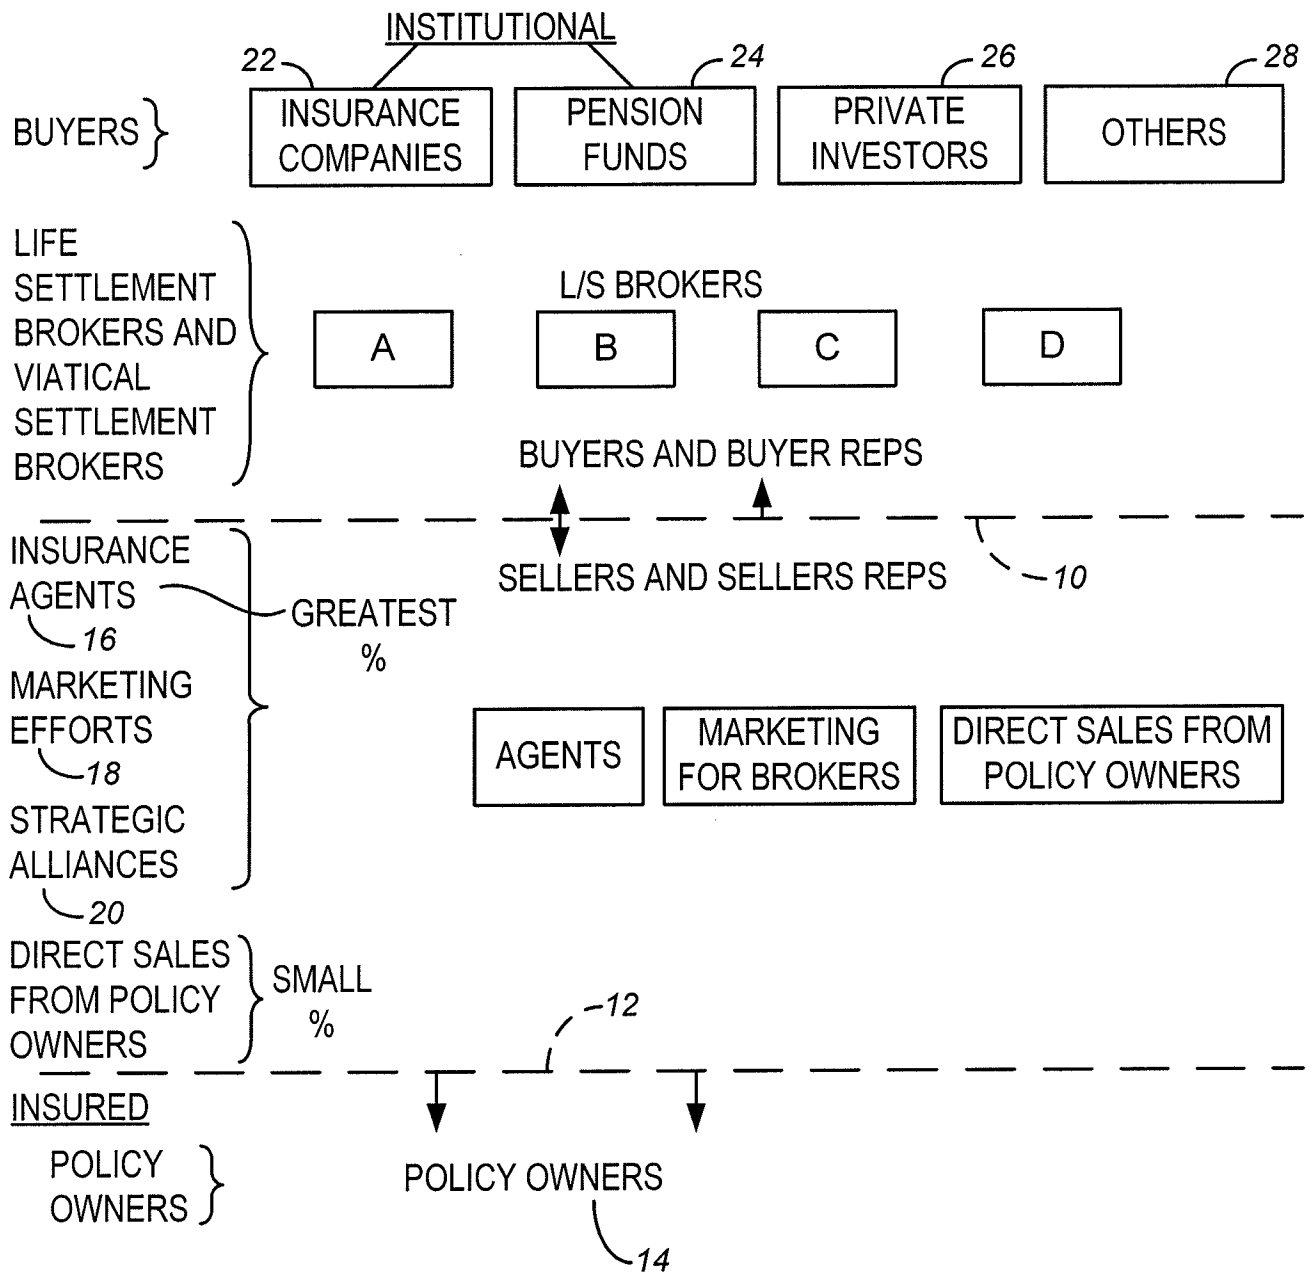 INSTITUTIONAL
22
24
26
28
BUYERS
INSURANCE
COMPANIES
PENSION
FUNDS
PRIVATE
INVESTORS
OTHERS
LIFE
SETTLEMENT
BROKERS AND
VIATICAL
SETTLEMENT
BROKERS
L/S BROKERS
A
B
C
D
BUYERS AND BUYER REPS
SELLERS AND SELLERS REPS
10
INSURANCE
AGENTS
16
GREATEST
%
MARKETING
EFFORTS
18
STRATEGIC
ALLIANCES
20
AGENTS
MARKETING
FOR BROKERS
DIRECT SALES FROM
POLICY OWNERS
DIRECT SALES
FROM POLICY
OWNERS
SMALL
%
12
INSURED
POLICY
OWNERS
POLICY OWNERS
14